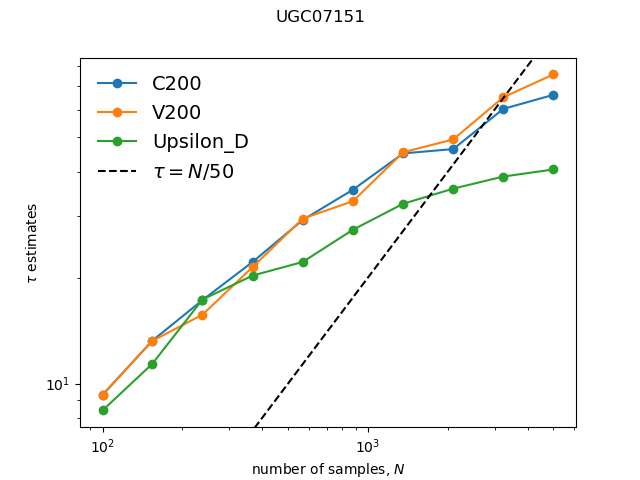 UGC07151
C200
V200
Upsilon_D
τ = N/50
τ estimates
10¹
10² 10³
number of samples, N